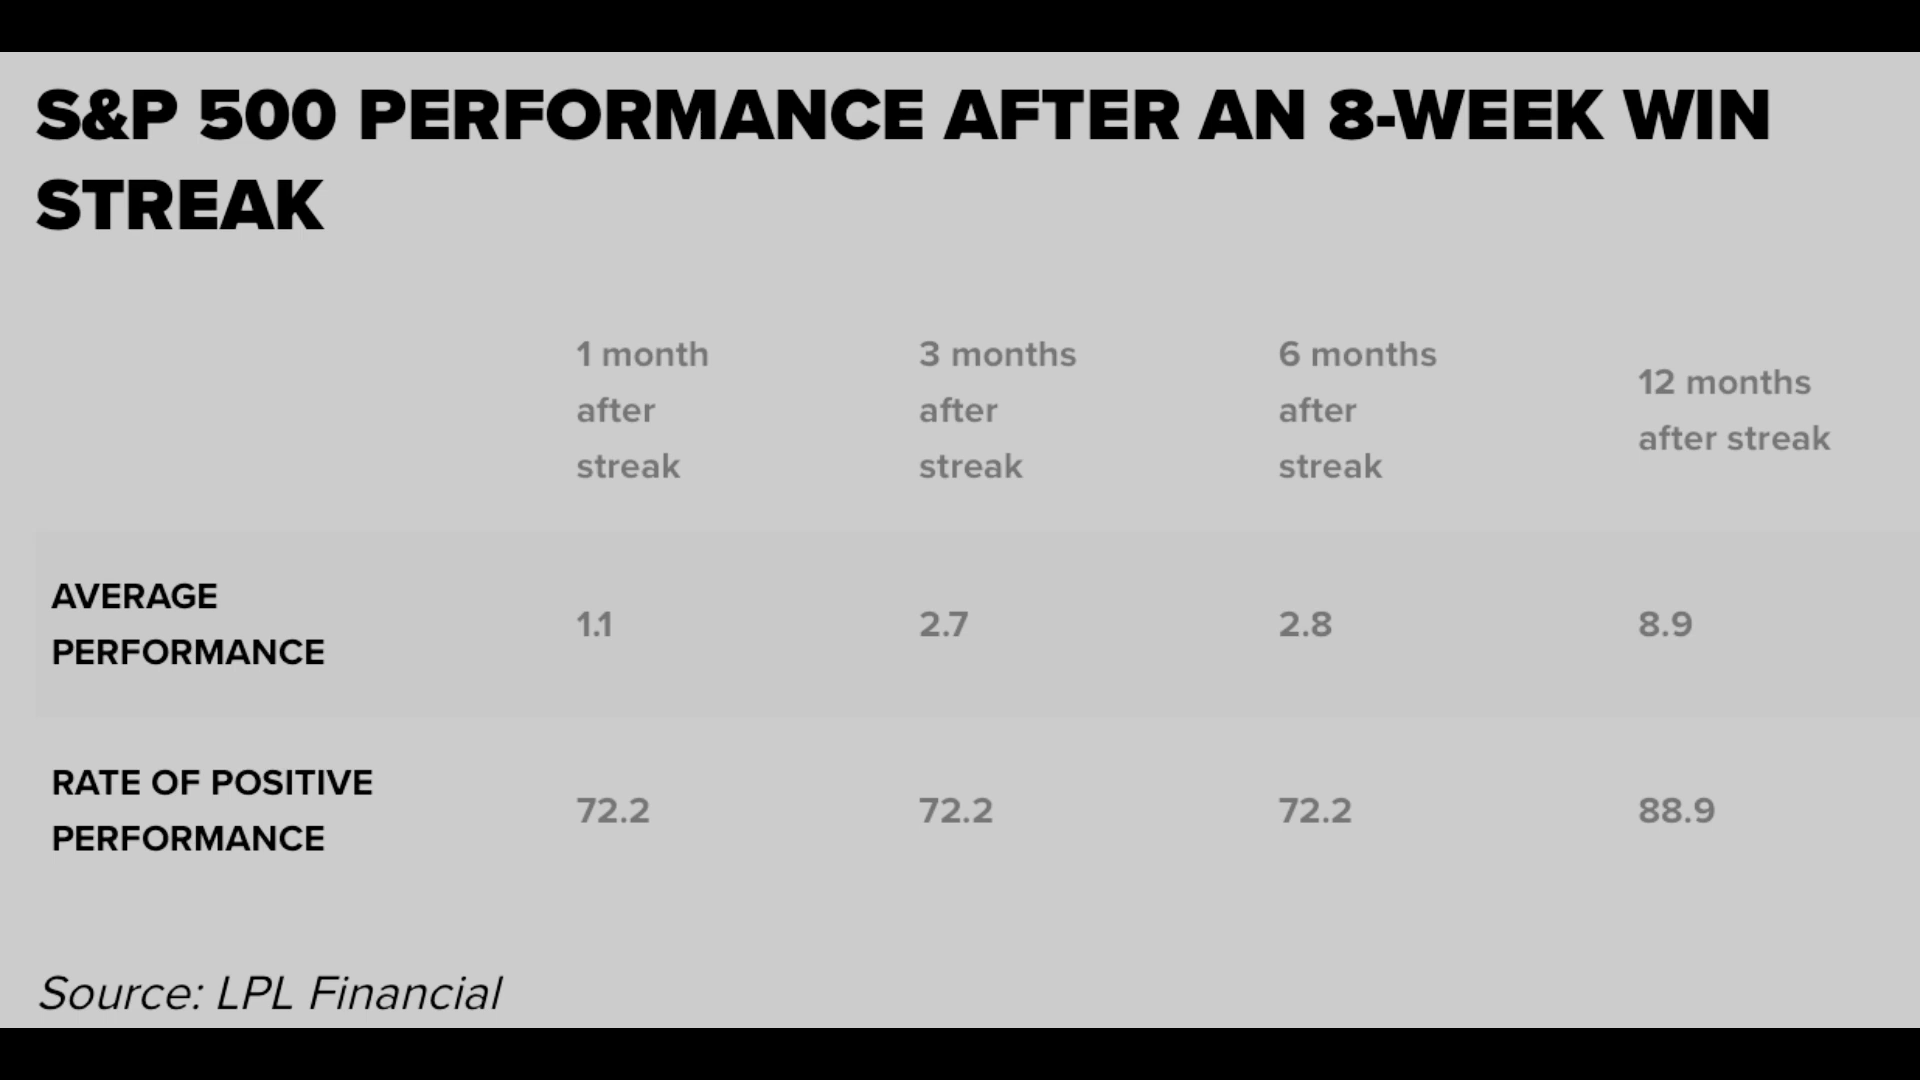 S&P 500 PERFORMANCE AFTER AN 8-WEEK WIN
STREAK
1 month
after
streak
3 months
after
streak
6 months
after
streak
12 months
after streak
AVERAGE
PERFORMANCE
1.1
2.7
2.8
8.9
RATE OF POSITIVE
PERFORMANCE
72.2
72.2
72.2
88.9
Source: LPL Financial